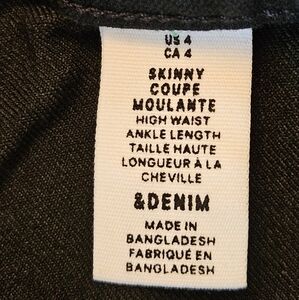 US 4
CA 4
SKINNY
COUPE
MOULANTE
HIGH WAIST
ANKLE LENGTH
TAILLE HAUTE
LONGUEUR À LA
CHEVILLE
&DENIM
MADE IN
BANGLADESH
FABRIQUÉ EN
BANGLADESH